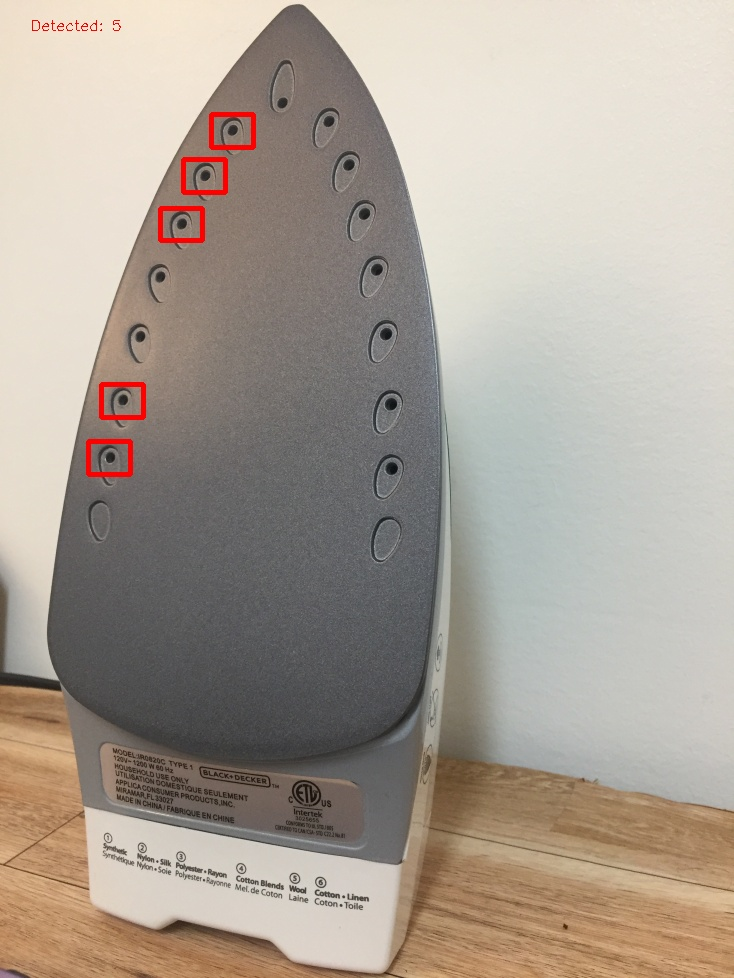 Detected: 5
MODEL:IR0820C TYPE 1
120V~ 1200 W 60 Hz
HOUSEHOLD USE ONLY
BLACK+DECKER™
UTILISATION DOMESTIQUE SEULEMENT
APPLICA CONSUMER PRODUCTS,INC.
MIRAMAR,FL 33027
MADE IN CHINA / FABRIQUÉ EN CHINE
ETL
C US
Intertek
① ② ③ ④ ⑤ ⑥
Synthetic Nylon • Silk Polyester • Rayon Cotton Blends Wool Cotton • Linen
Synthétique Nylon • Soie Polyester • Rayonne Mel. de Coton Laine Coton • Toile